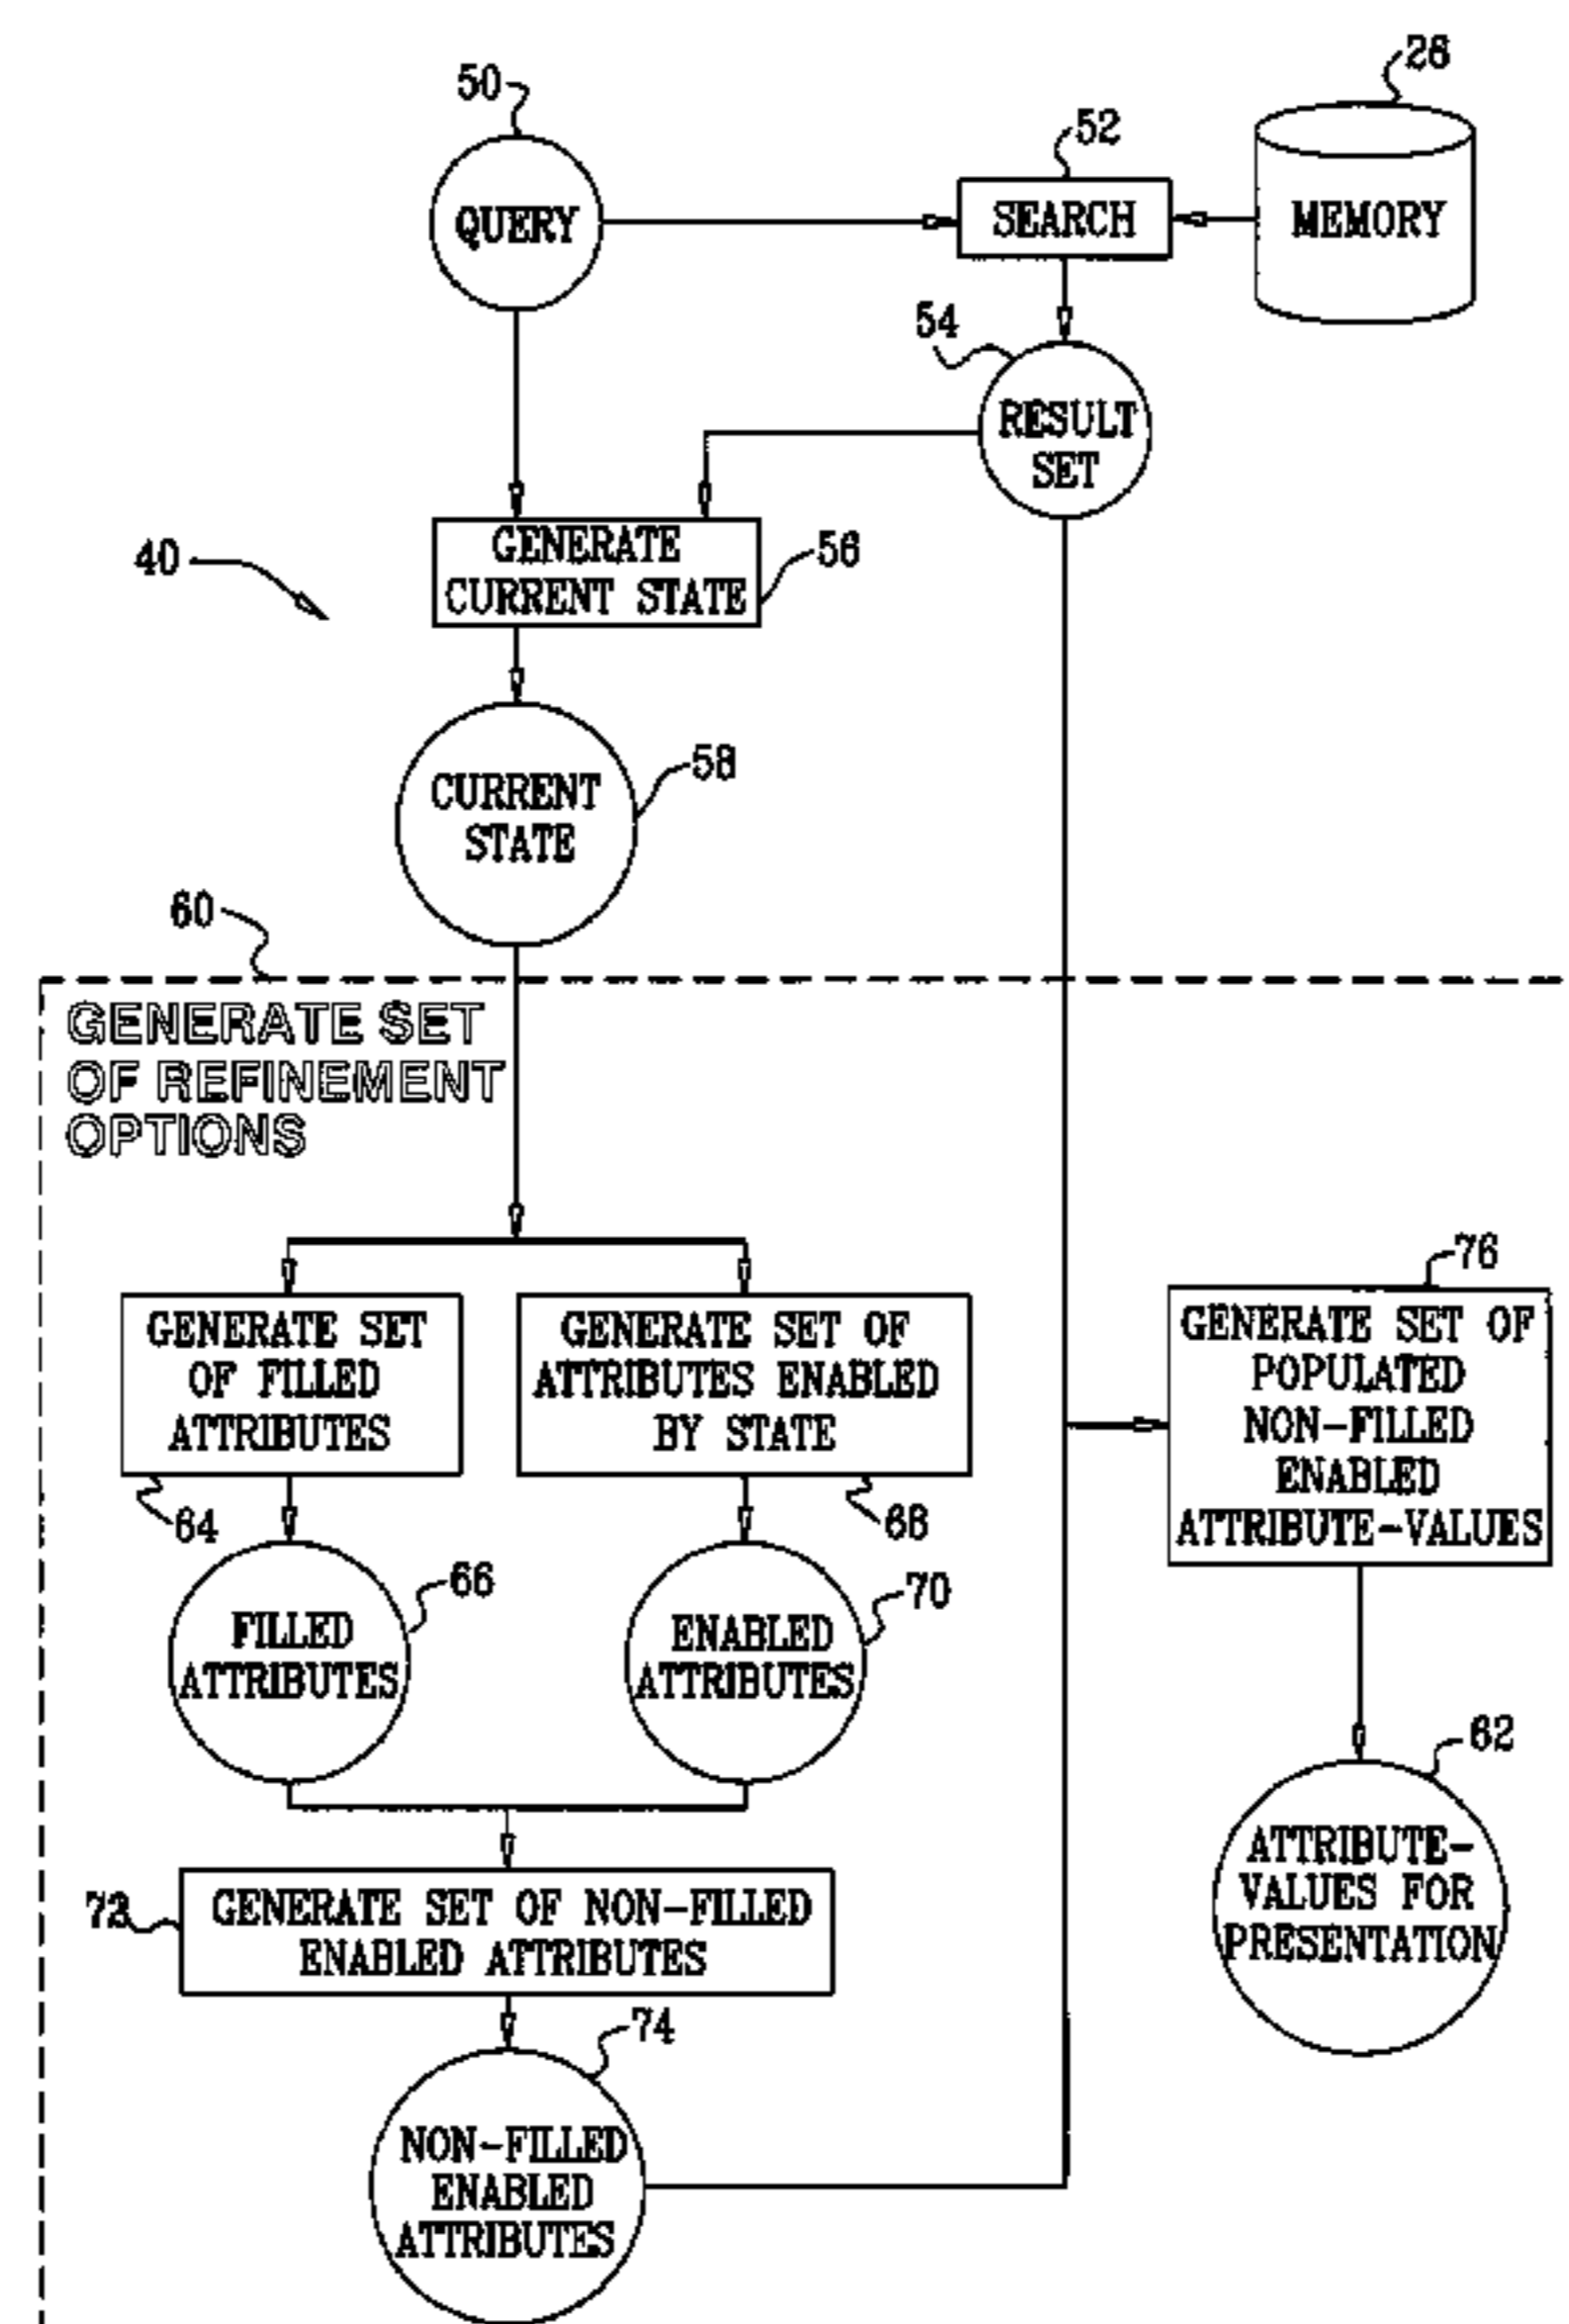 50
26
52
QUERY
SEARCH
MEMORY
54
RESULT
SET
40
GENERATE
CURRENT STATE
56
CURRENT
STATE
58
60
GENERATE SET
OF REFINEMENT
OPTIONS
76
GENERATE SET
OF FILLED
ATTRIBUTES
GENERATE SET OF
ATTRIBUTES ENABLED
BY STATE
GENERATE SET OF
POPULATED
NON-FILLED
ENABLED
ATTRIBUTE-VALUES
64
68
66
70
FILLED
ATTRIBUTES
ENABLED
ATTRIBUTES
62
ATTRIBUTE-
VALUES FOR
PRESENTATION
72
GENERATE SET OF NON-FILLED
ENABLED ATTRIBUTES
74
NON-FILLED
ENABLED
ATTRIBUTES